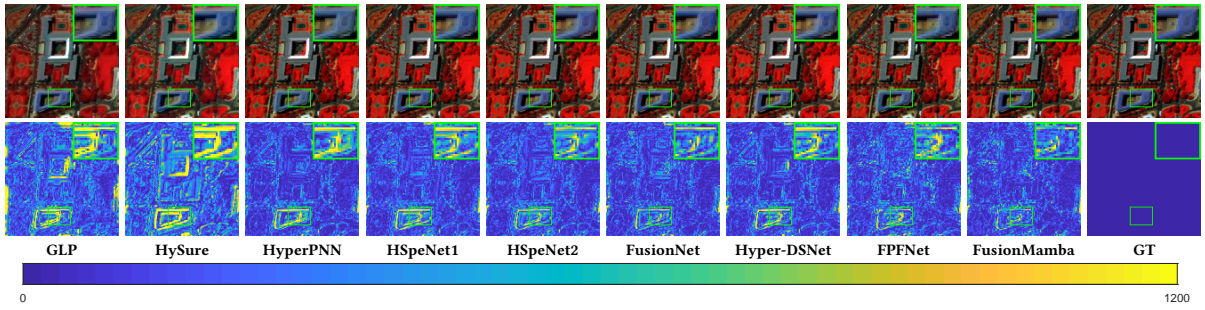 GLP HySure HyperPNN HSpeNet1 HSpeNet2 FusionNet Hyper-DSNet FPFNet FusionMamba GT
0 1200